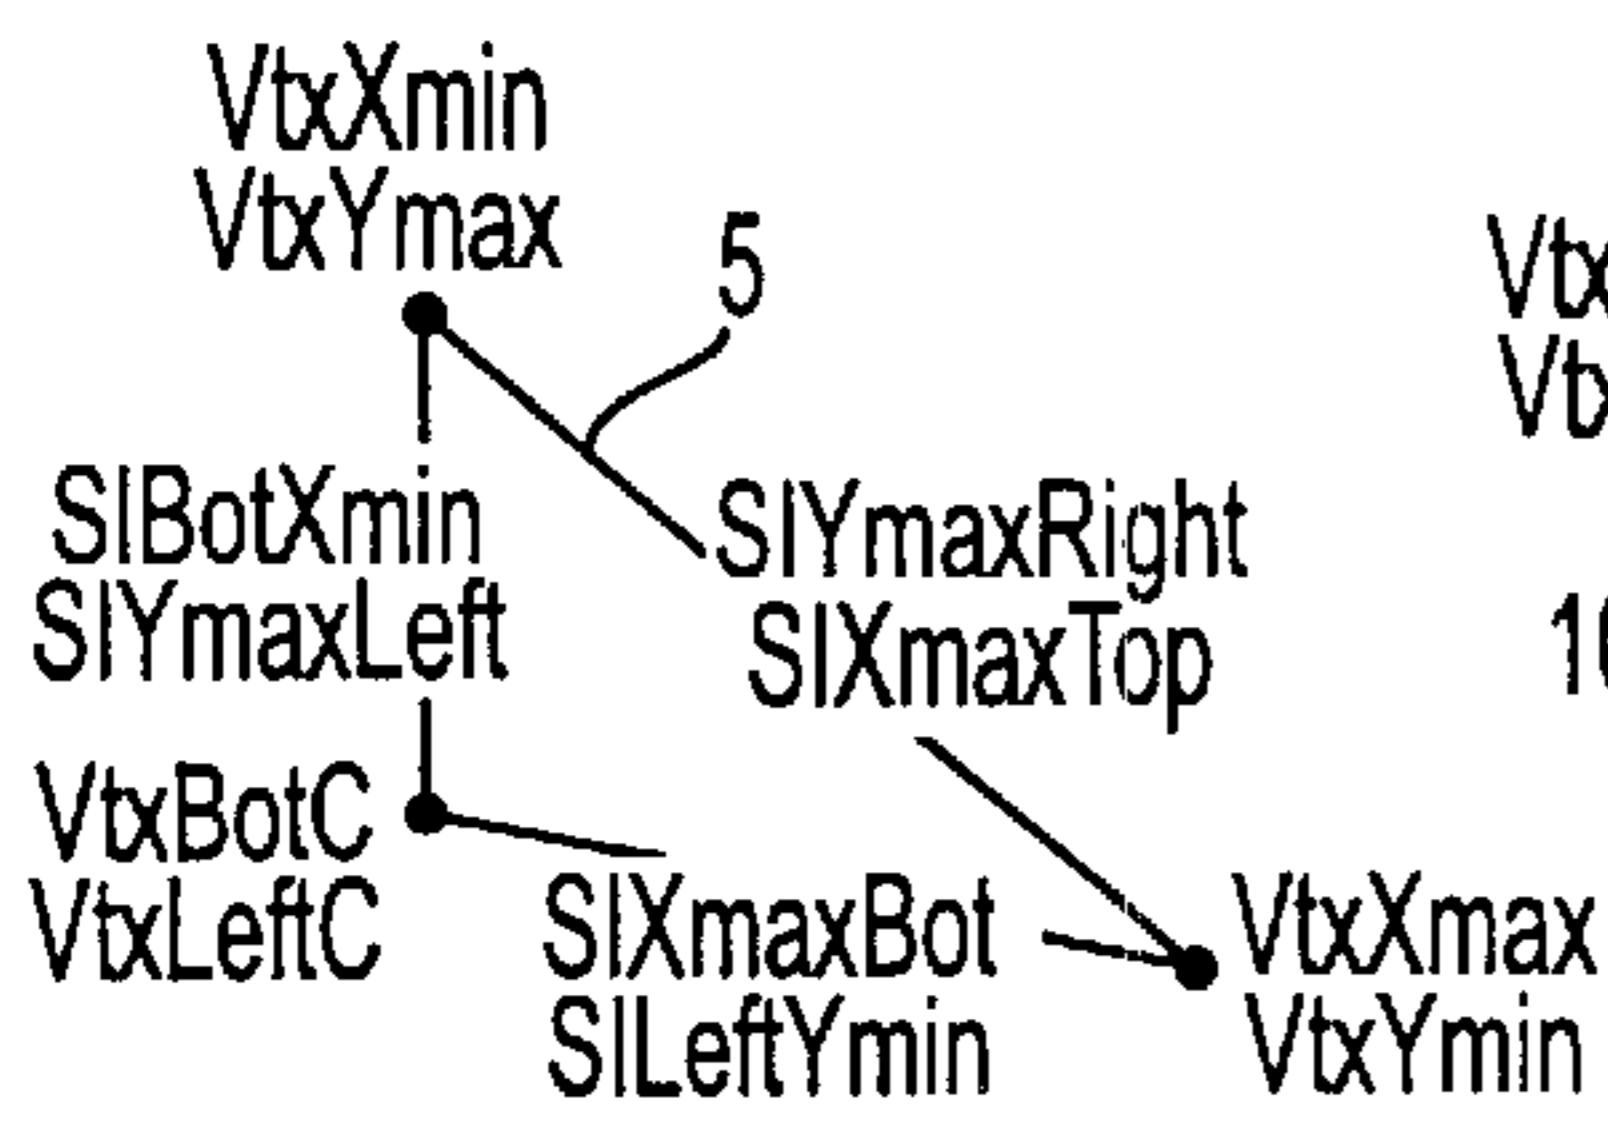 VtxXmin
VtxYmax
5
SlBotXmin
SlYmaxLeft
SlYmaxRight
SlXmaxTop
VtxBotC
VtxLeftC
SlXmaxBot
SlLeftYmin
VtxXmax
VtxYmin